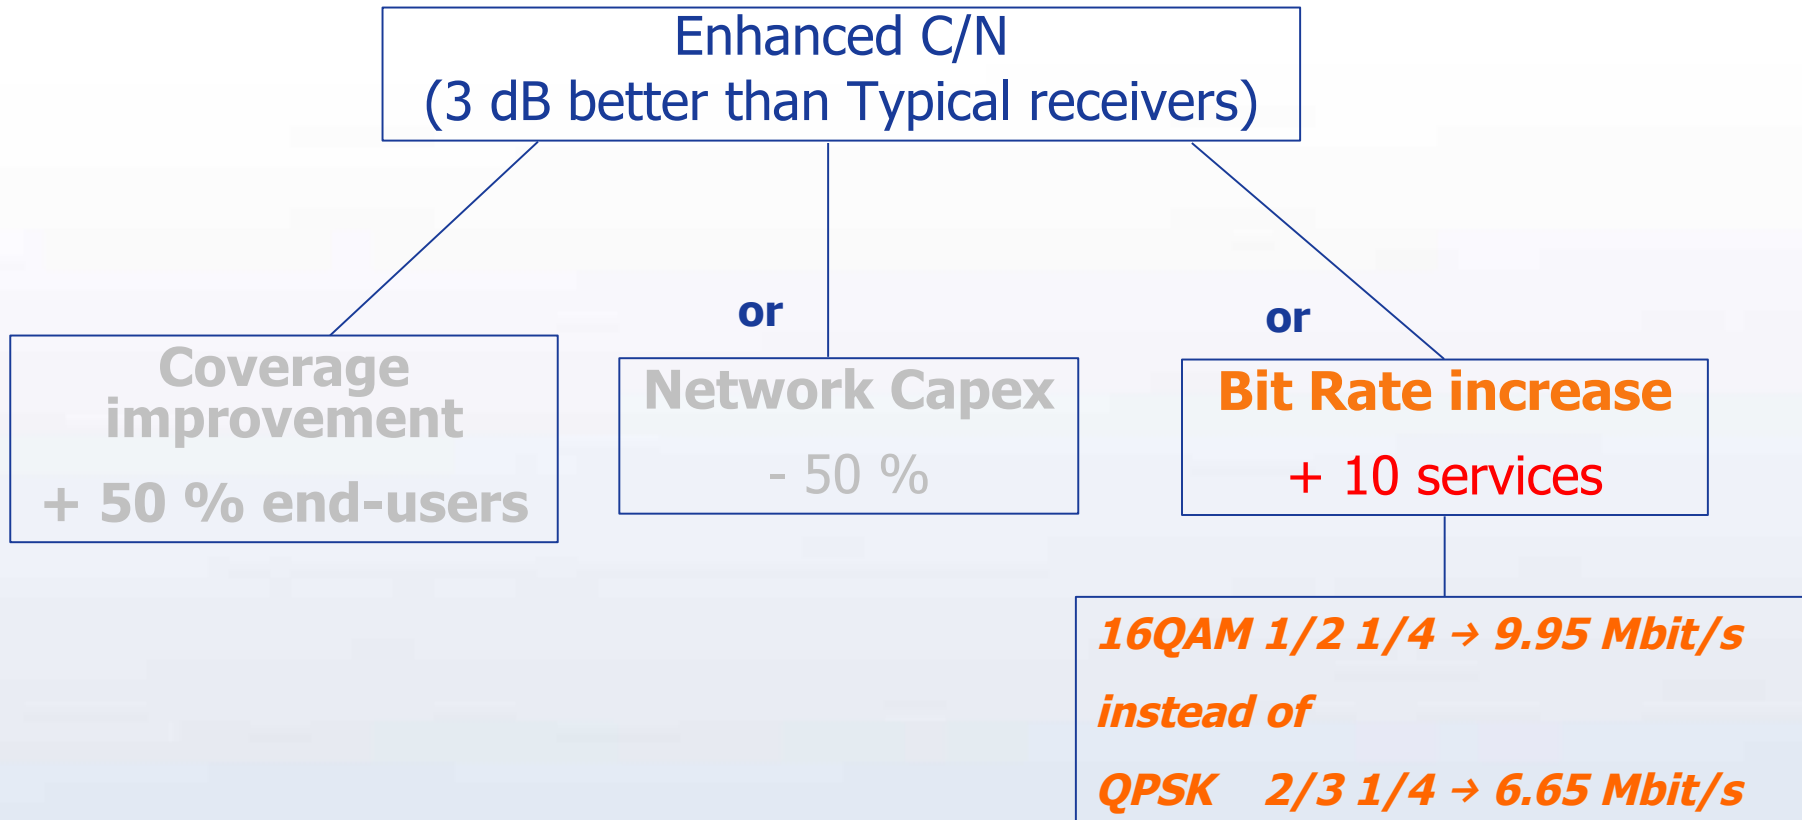 Enhanced C/N
(3 dB better than Typical receivers)
or
or
Coverage
improvement
+ 50 % end-users
Network Capex
- 50 %
Bit Rate increase
+ 10 services
16QAM 1/2 1/4 → 9.95 Mbit/s
instead of
QPSK 2/3 1/4 → 6.65 Mbit/s